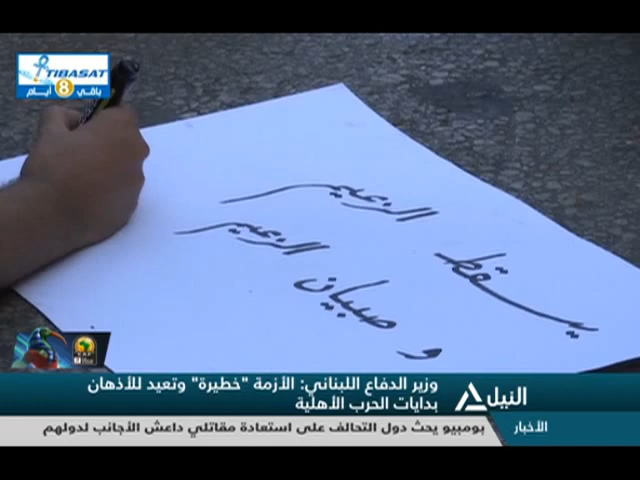 TIBASAT
باقي 8 أيام
يسقط الزعيم
و صبيان الزعيم
CAF
النيل
وزير الدفاع اللبناني: الأزمة "خطيرة" وتعيد للأذهان
بدايات الحرب الأهلية
الأخبار
بومبيو يحث دول التحالف على استعادة مقاتلي داعش الأجانب لدولهم